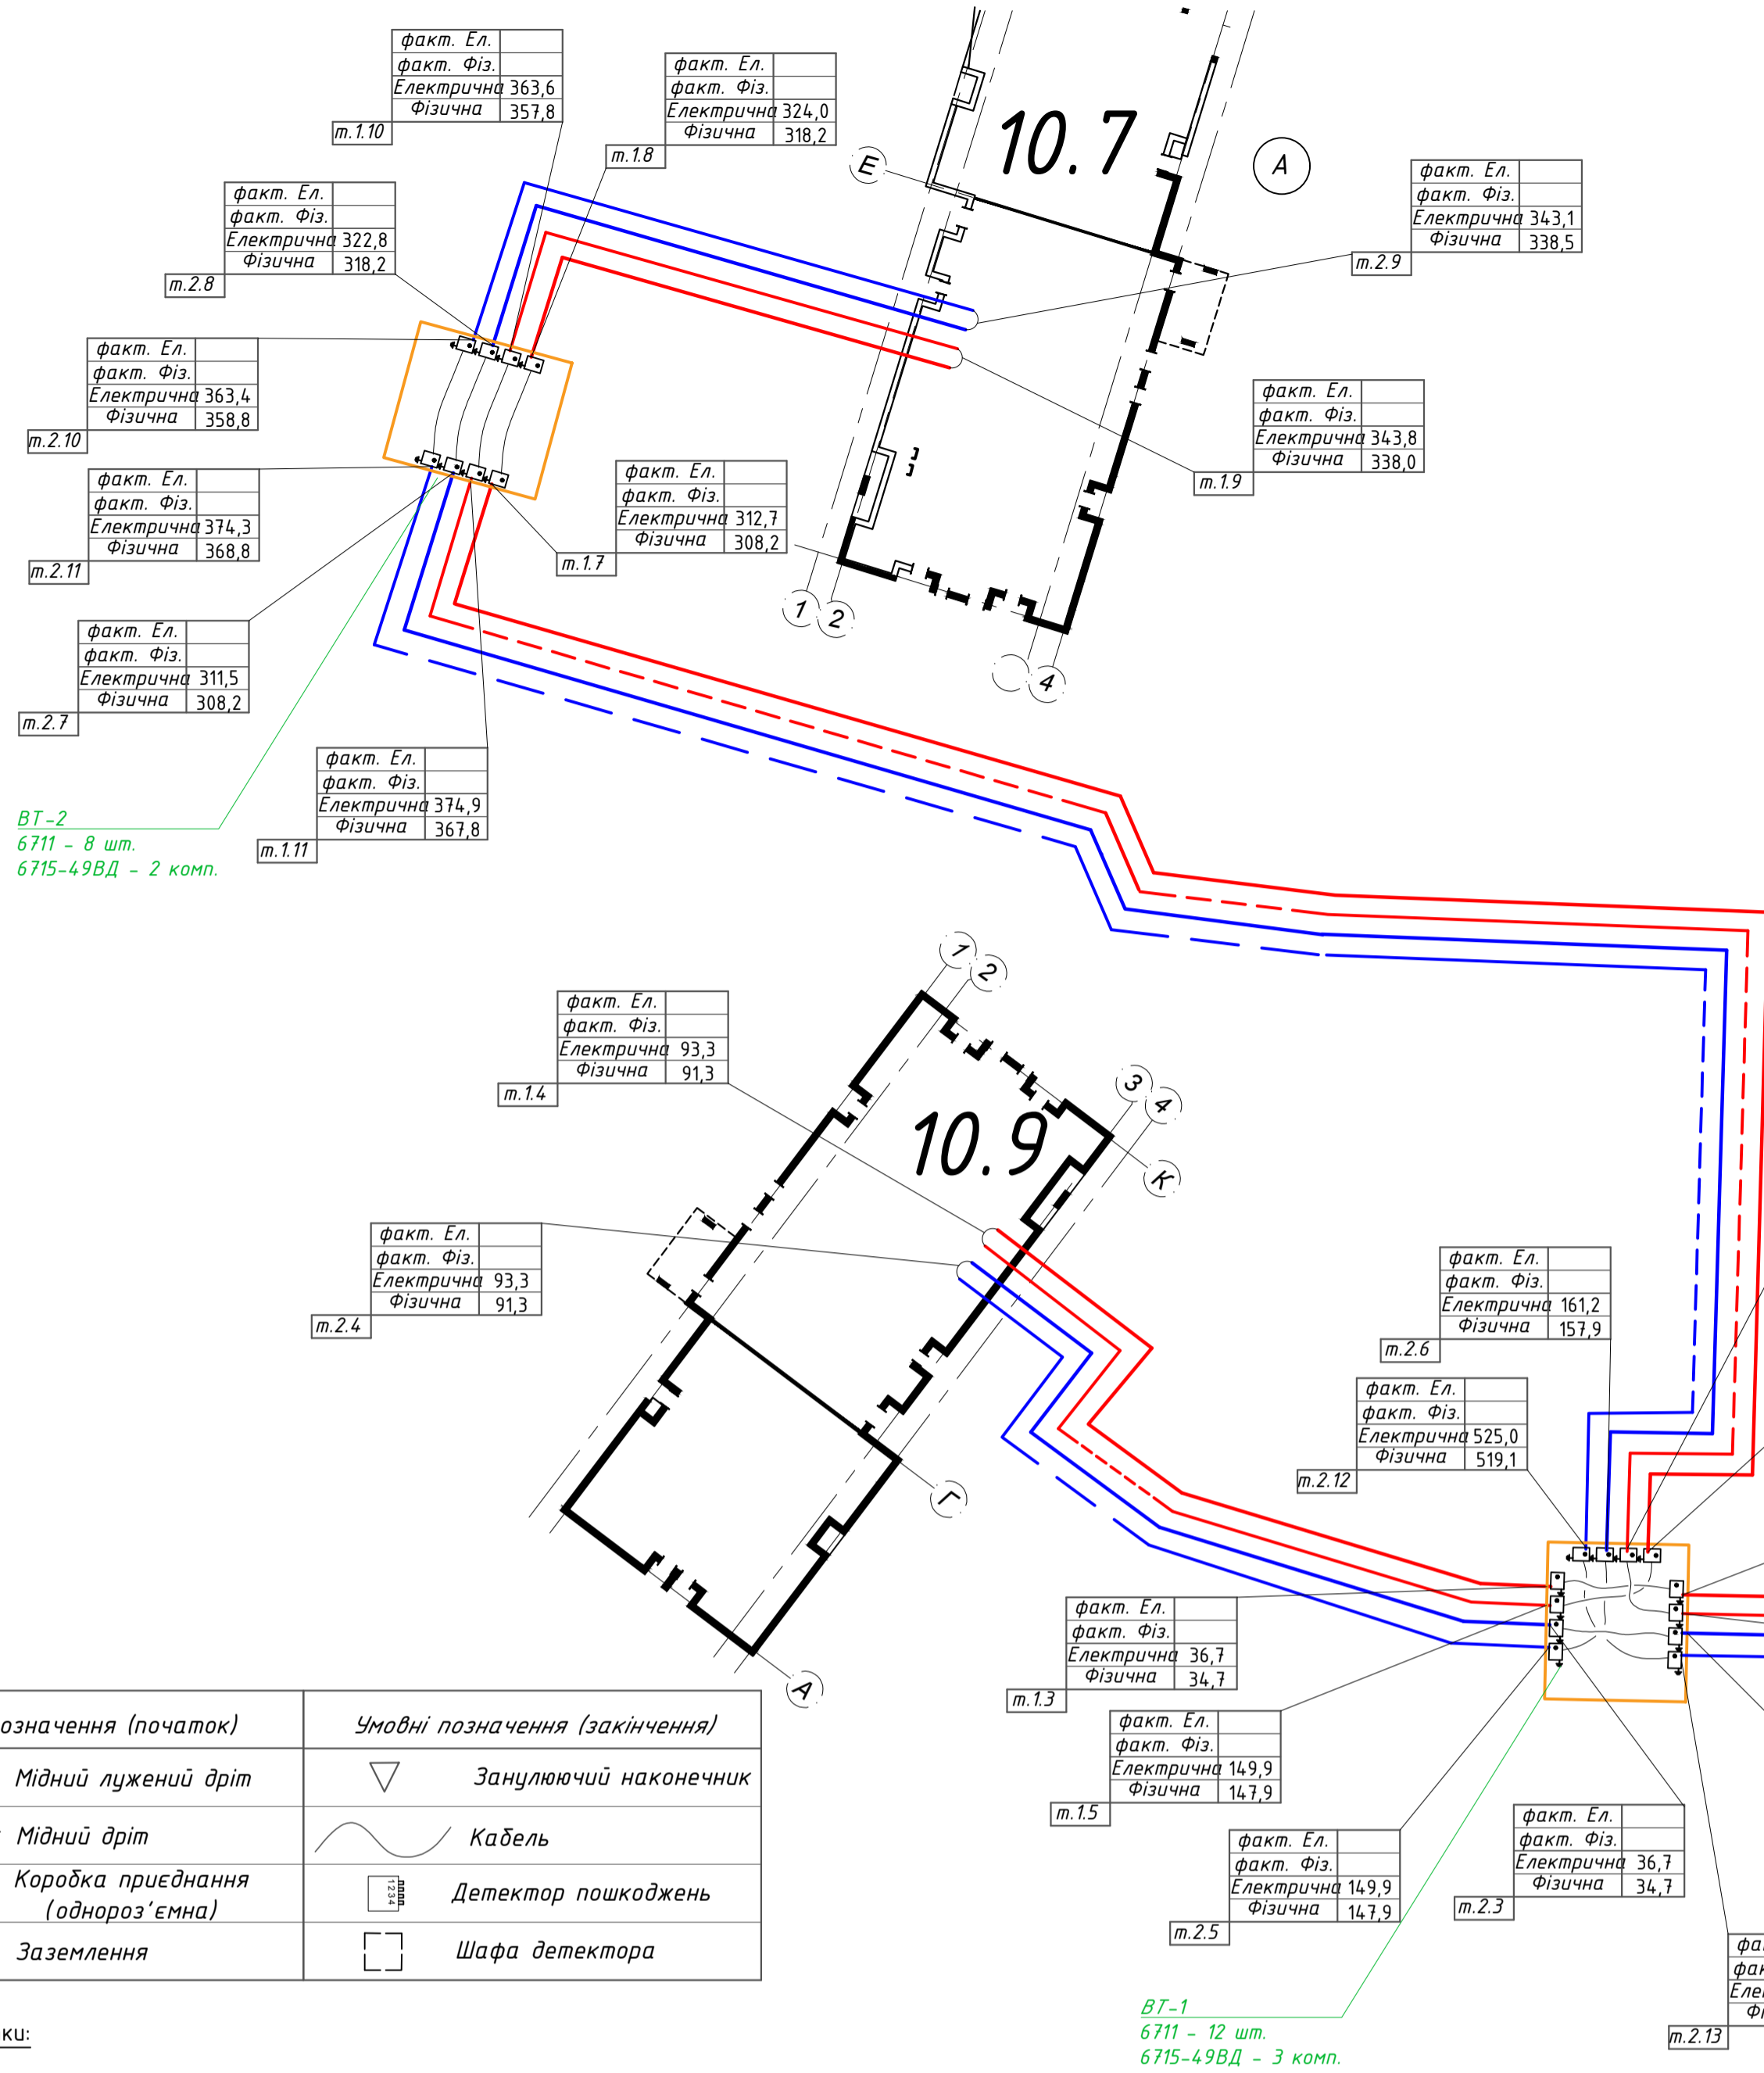 факт. Ел.
факт. Фіз.
Електрична 363,6
Фізична 357,8
т.1.10
факт. Ел.
факт. Фіз.
Електрична 324,0
Фізична 318,2
т.1.8
10.7
Е
А
факт. Ел.
факт. Фіз.
Електрична 343,1
Фізична 338,5
т.2.9
факт. Ел.
факт. Фіз.
Електрична 322,8
Фізична 318,2
т.2.8
факт. Ел.
факт. Фіз.
Електрична 363,4
Фізична 358,8
т.2.10
факт. Ел.
факт. Фіз.
Електрична 343,8
Фізична 338,0
т.1.9
факт. Ел.
факт. Фіз.
Електрична 374,3
Фізична 368,8
т.2.11
факт. Ел.
факт. Фіз.
Електрична 312,7
Фізична 308,2
т.1.7
1
2
4
факт. Ел.
факт. Фіз.
Електрична 311,5
Фізична 308,2
т.2.7
факт. Ел.
факт. Фіз.
Електрична 374,9
Фізична 367,8
т.1.11
ВТ-2
6711 - 8 шт.
6715-49ВД - 2 комп.
1
2
факт. Ел.
факт. Фіз.
Електрична 93,3
Фізична 91,3
т.1.4
3
4
10.9
К
факт. Ел.
факт. Фіз.
Електрична 93,3
Фізична 91,3
т.2.4
факт. Ел.
факт. Фіз.
Електрична 161,2
Фізична 157,9
т.2.6
факт. Ел.
факт. Фіз.
Електрична 525,0
Фізична 519,1
т.2.12
Г
А
факт. Ел.
факт. Фіз.
Електрична 36,7
Фізична 34,7
т.1.3
факт. Ел.
факт. Фіз.
Електрична 149,9
Фізична 147,9
т.1.5
факт. Ел.
факт. Фіз.
Електрична 149,9
Фізична 147,9
т.2.5
факт. Ел.
факт. Фіз.
Електрична 36,7
Фізична 34,7
т.2.3
фа
фак
Еле
Фі
т.2.13
ВТ-1
6711 - 12 шт.
6715-49ВД - 3 комп.
означення (початок)
Умовні позначення (закінчення)
Мідний лужений дріт
Занулюючий наконечник
Мідний дріт
Кабель
Коробка приєднання
(однороз'ємна)
1234
Детектор пошкоджень
Заземлення
Шафа детектора
ки: